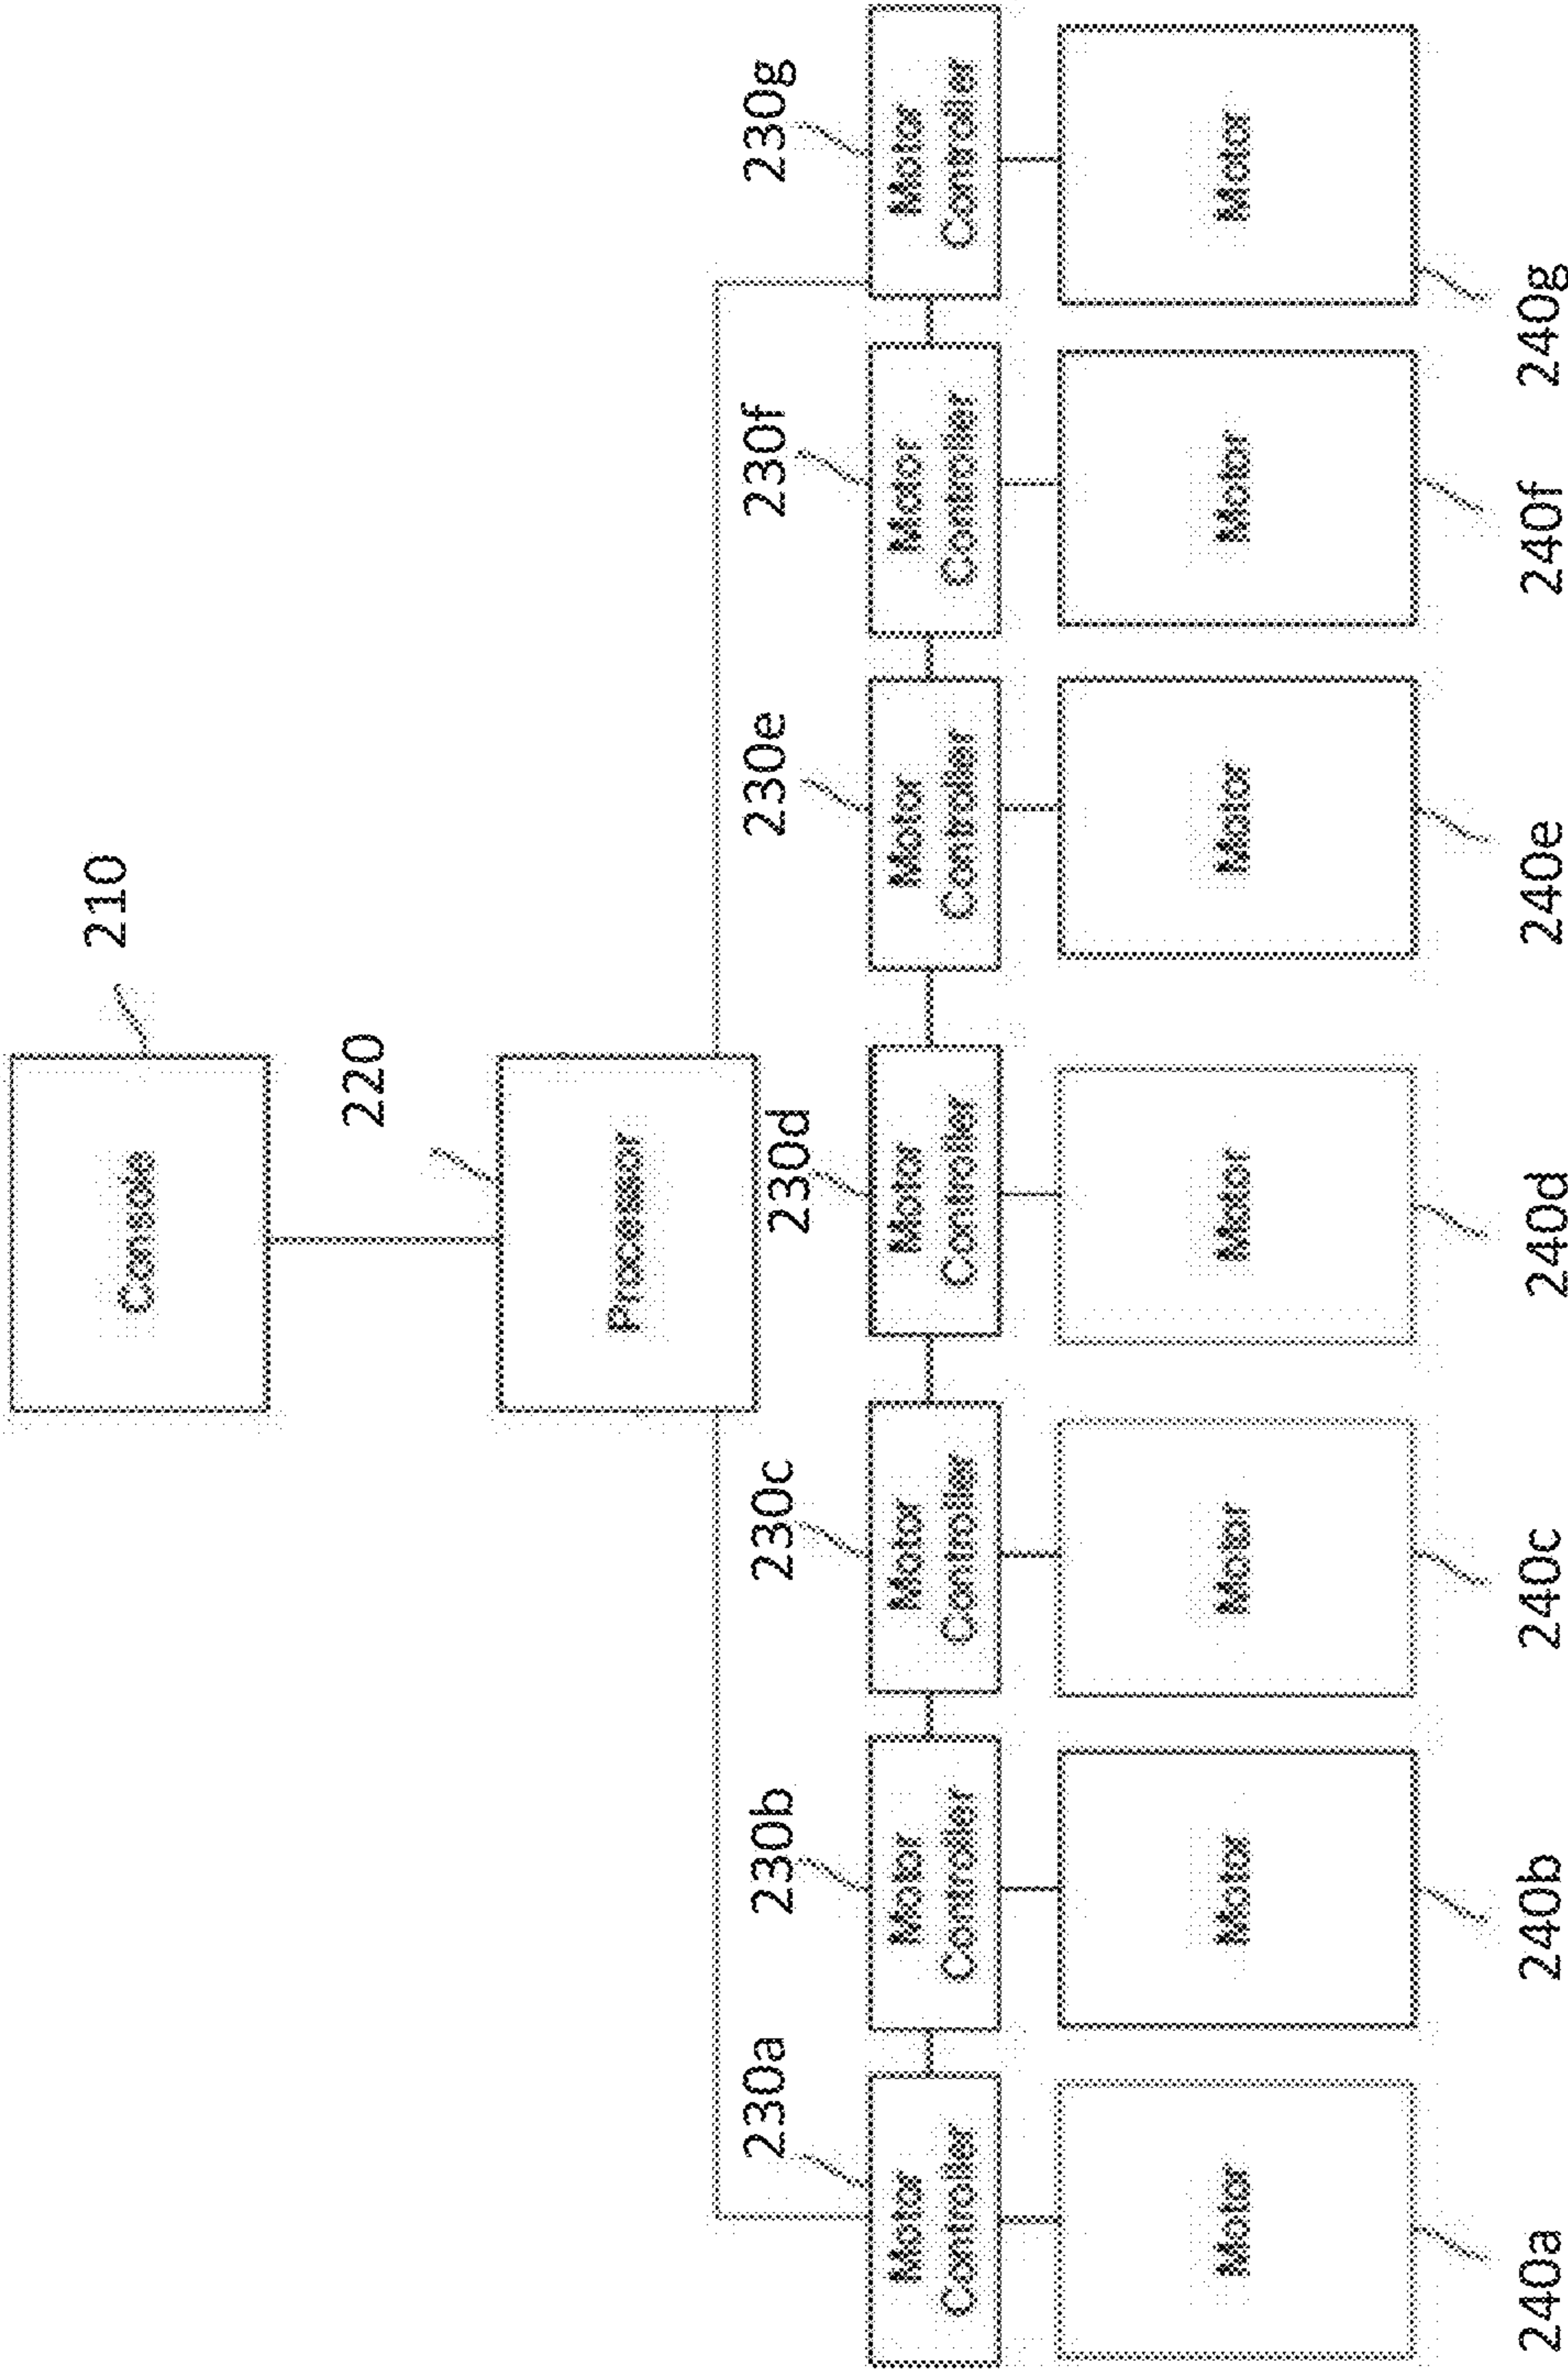 Console
210
220
Processor
230a
230b
230c
230d
230e
230f
230g
Motor
Controller
Motor
Controller
Motor
Controller
Motor
Controller
Motor
Controller
Motor
Controller
Motor
Controller
Motor
Motor
Motor
Motor
Motor
Motor
Motor
240a
240b
240c
240d
240e
240f
240g